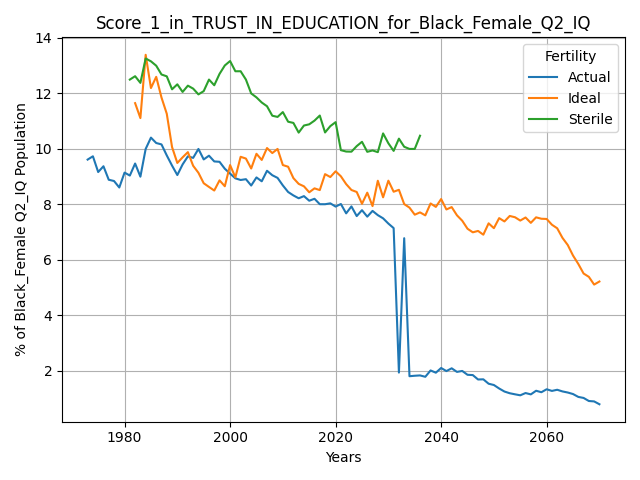 Score_1_in_TRUST_IN_EDUCATION_for_Black_Female_Q2_IQ
% of Black_Female Q2_IQ Population
14
12
10
8
6
4
2
Fertility
Actual
Ideal
Sterile
1980
2000
2020
2040
2060
Years